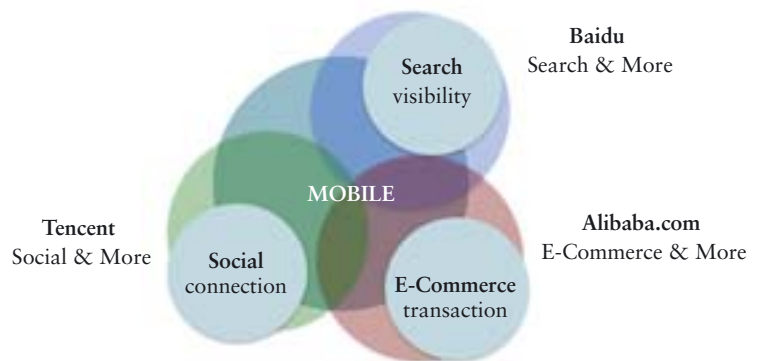 Baidu
Search & More
Search
visibility
MOBILE
Tencent
Social & More
Social
connection
Alibaba.com
E-Commerce & More
E-Commerce
transaction